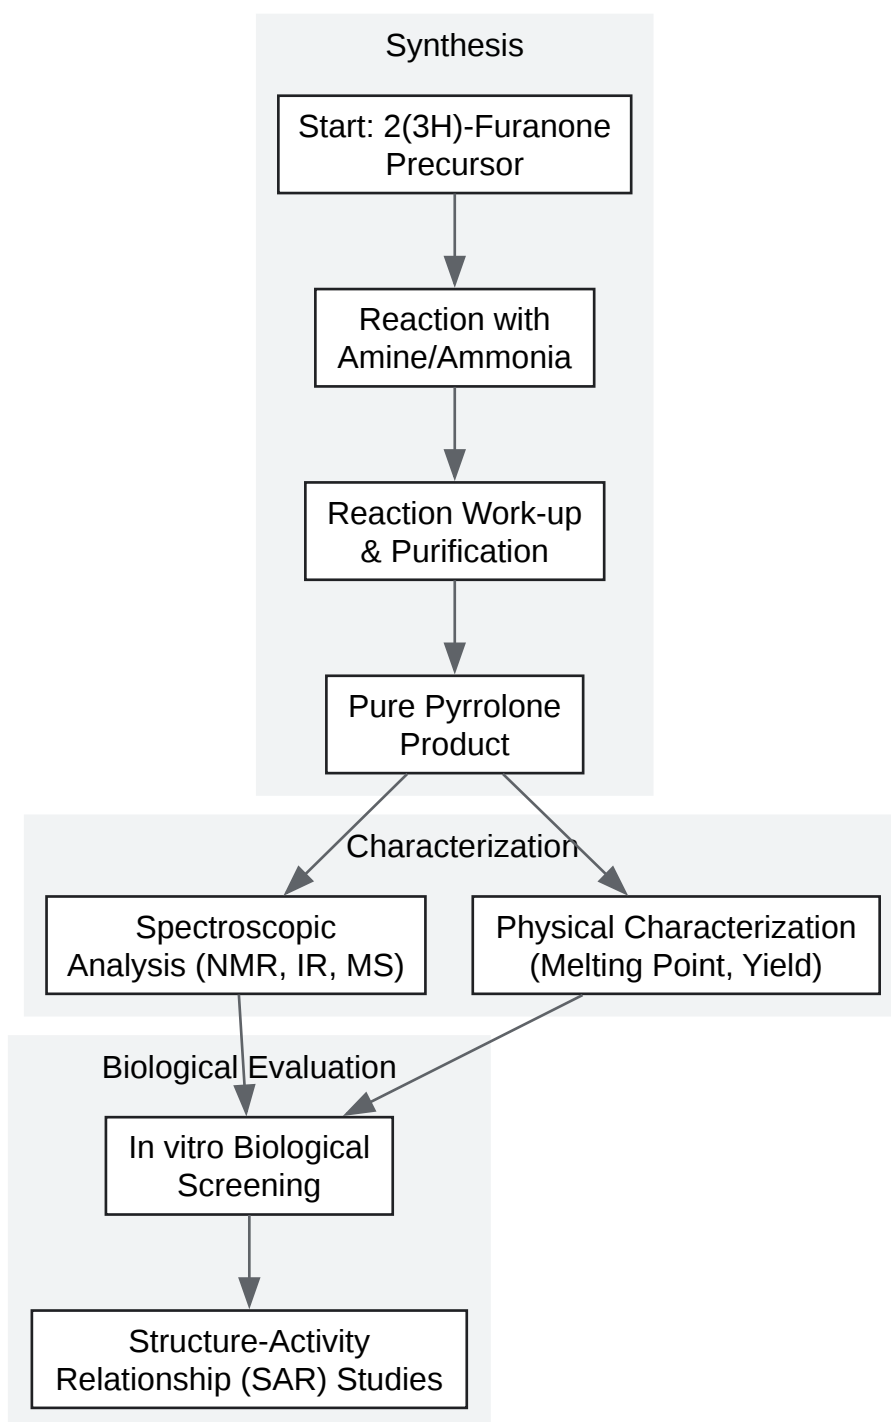 Synthesis
Start: 2(3H)-Furanone
Precursor
Reaction with
Amine/Ammonia
Reaction Work-up
& Purification
Pure Pyrrolone
Product
Characterization
Spectroscopic
Analysis (NMR, IR, MS)
Physical Characterization
(Melting Point, Yield)
Biological Evaluation
In vitro Biological
Screening
Structure-Activity
Relationship (SAR) Studies